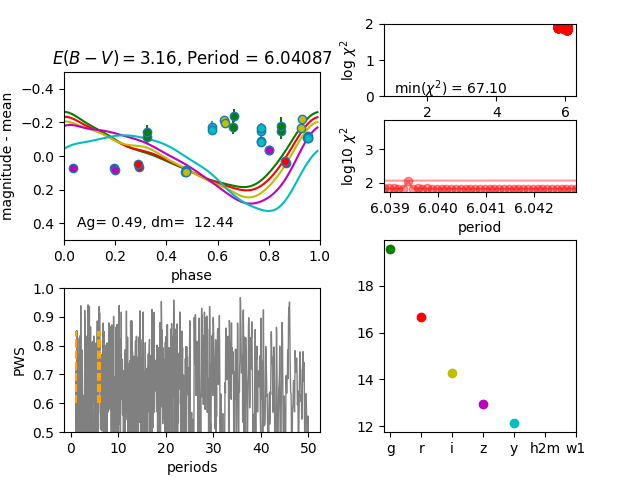 E(B − V) = 3.16, Period = 6.04087
magnitude - mean
−0.4
−0.2
0.0
0.2
0.4
Ag= 0.49, dm=  12.44
0.0 0.2 0.4 0.6 0.8 1.0
phase
log χ²
2
1
0
min(χ²) = 67.10
2 4 6
log10 χ²
3
2
6.039 6.040 6.041 6.042
period
PWS
1.0
0.9
0.8
0.7
0.6
0.5
0 10 20 30 40 50
periods
18
16
14
12
g r i z y h2m w1